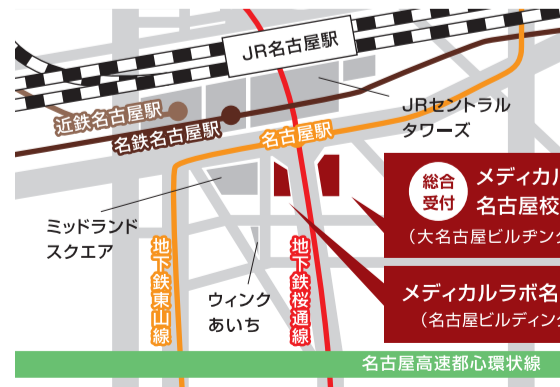 JR名古屋駅
近鉄名古屋駅
名鉄名古屋駅
名古屋駅
JRセントラル
タワーズ
総合
受付
メディカル
名古屋校
（大名古屋ビルヂング
ミッドランド
スクエア
地下鉄東山線
ウィンク
あいち
地下鉄桜通線
メディカルラボ名
（名古屋ビルディング
名古屋高速都心環状線